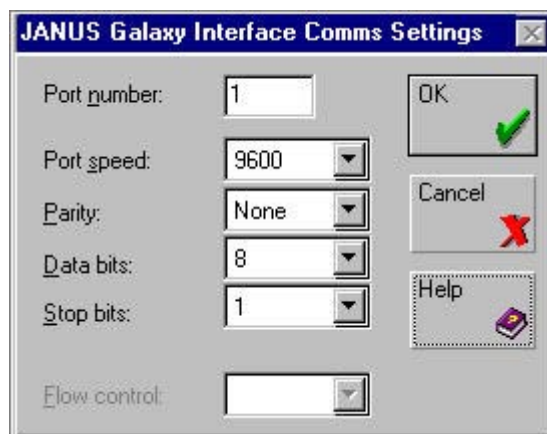 JANUS Galaxy Interface Comms Settings
Port number: 1
Port speed: 9600
Parity: None
Data bits: 8
Stop bits: 1
Flow control:
OK
Cancel
Help